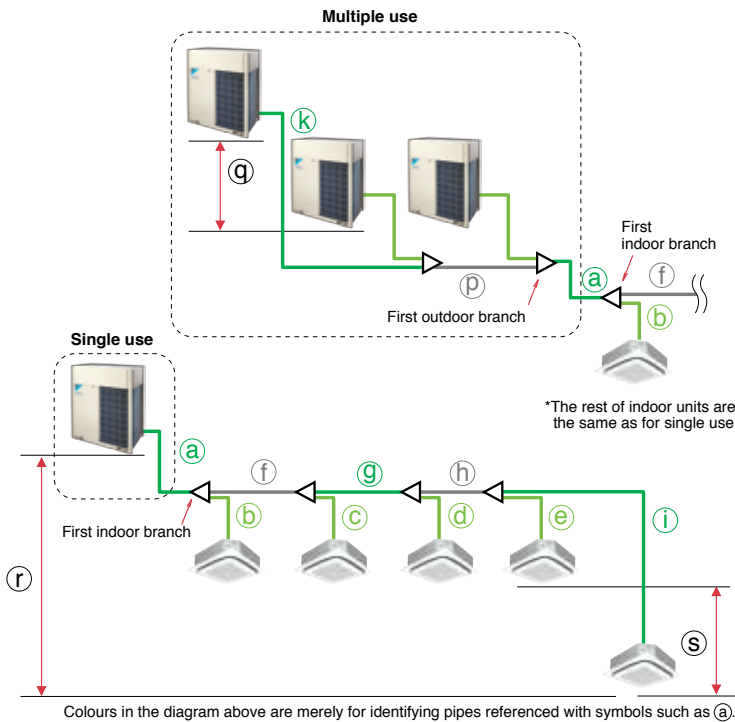 Multiple use
ⓚ
ⓠ
First
indoor branch
ⓐ
ⓕ
ⓟ
ⓑ
First outdoor branch
Single use
*The rest of indoor units are
the same as for single use
ⓐ
ⓕ
ⓖ
ⓗ
ⓑ
ⓒ
ⓓ
ⓔ
ⓘ
First indoor branch
ⓡ
ⓢ
Colours in the diagram above are merely for identifying pipes referenced with symbols such as ⓐ.